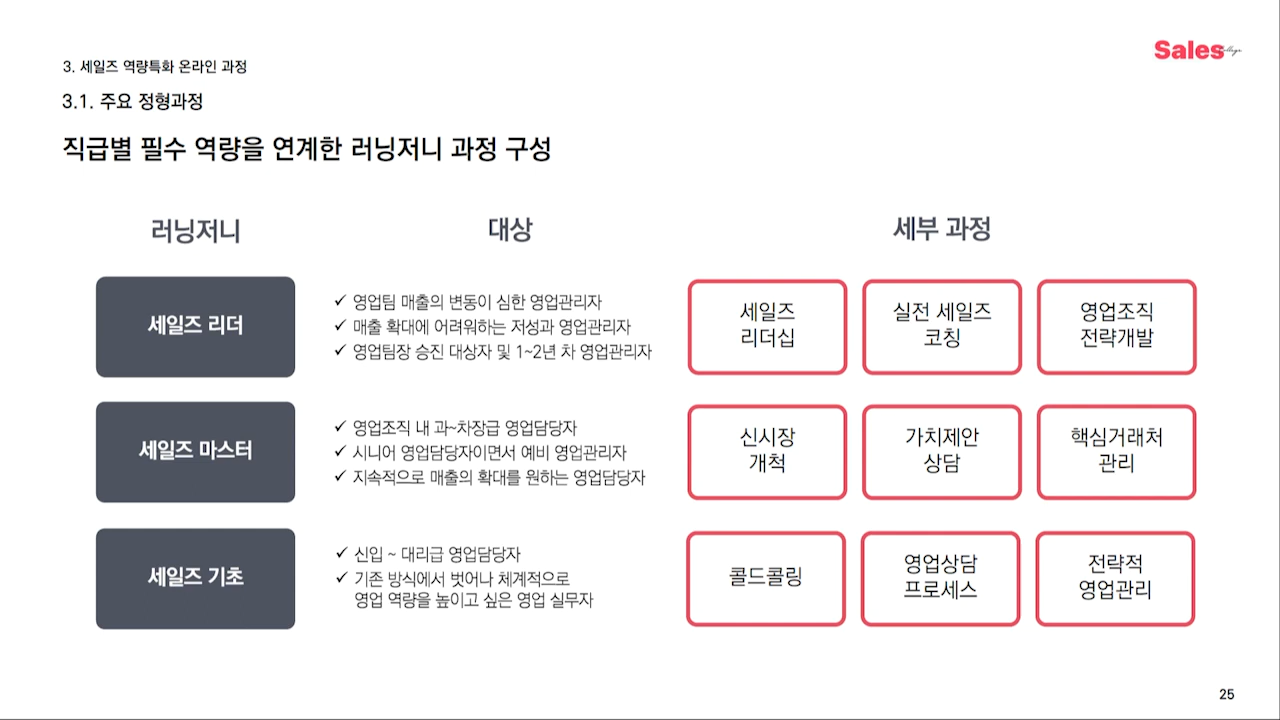 Sales
3. 세일즈 역량특화 온라인 과정
3.1. 주요 정형과정
직급별 필수 역량을 연계한 러닝저니 과정 구성
러닝저니
대상
세부 과정
세일즈 리더
✓ 영업팀 매출의 변동이 심한 영업관리자
✓ 매출 확대에 어려워하는 저성과 영업관리자
✓ 영업팀장 승진 대상자 및 1~2년 차 영업관리자
세일즈
리더십
실전 세일즈
코칭
영업조직
전략개발
세일즈 마스터
✓ 영업조직 내 과~차장급 영업담당자
✓ 시니어 영업담당자이면서 예비 영업관리자
✓ 지속적으로 매출의 확대를 원하는 영업담당자
신시장
개척
가치제안
상담
핵심거래처
관리
세일즈 기초
✓ 신입 ~ 대리급 영업담당자
✓ 기존 방식에서 벗어나 체계적으로
영업 역량을 높이고 싶은 영업 실무자
콜드콜링
영업상담
프로세스
전략적
영업관리
25